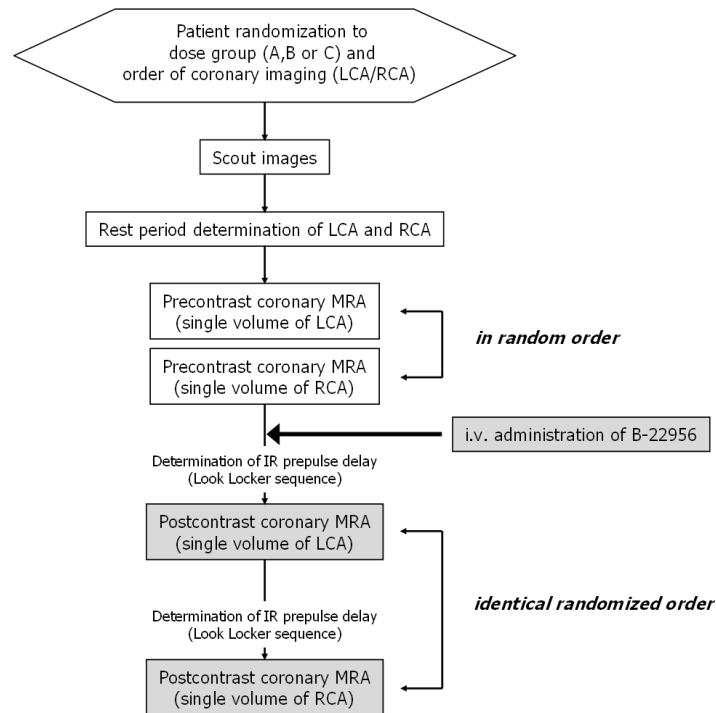 Patient randomization to
dose group (A,B or C) and
order of coronary imaging (LCA/RCA)
Scout images
Rest period determination of LCA and RCA
Precontrast coronary MRA
(single volume of LCA)
in random order
Precontrast coronary MRA
(single volume of RCA)
i.v. administration of B-22956
Determination of IR prepulse delay
(Look Locker sequence)
Postcontrast coronary MRA
(single volume of LCA)
identical randomized order
Determination of IR prepulse delay
(Look Locker sequence)
Postcontrast coronary MRA
(single volume of RCA)